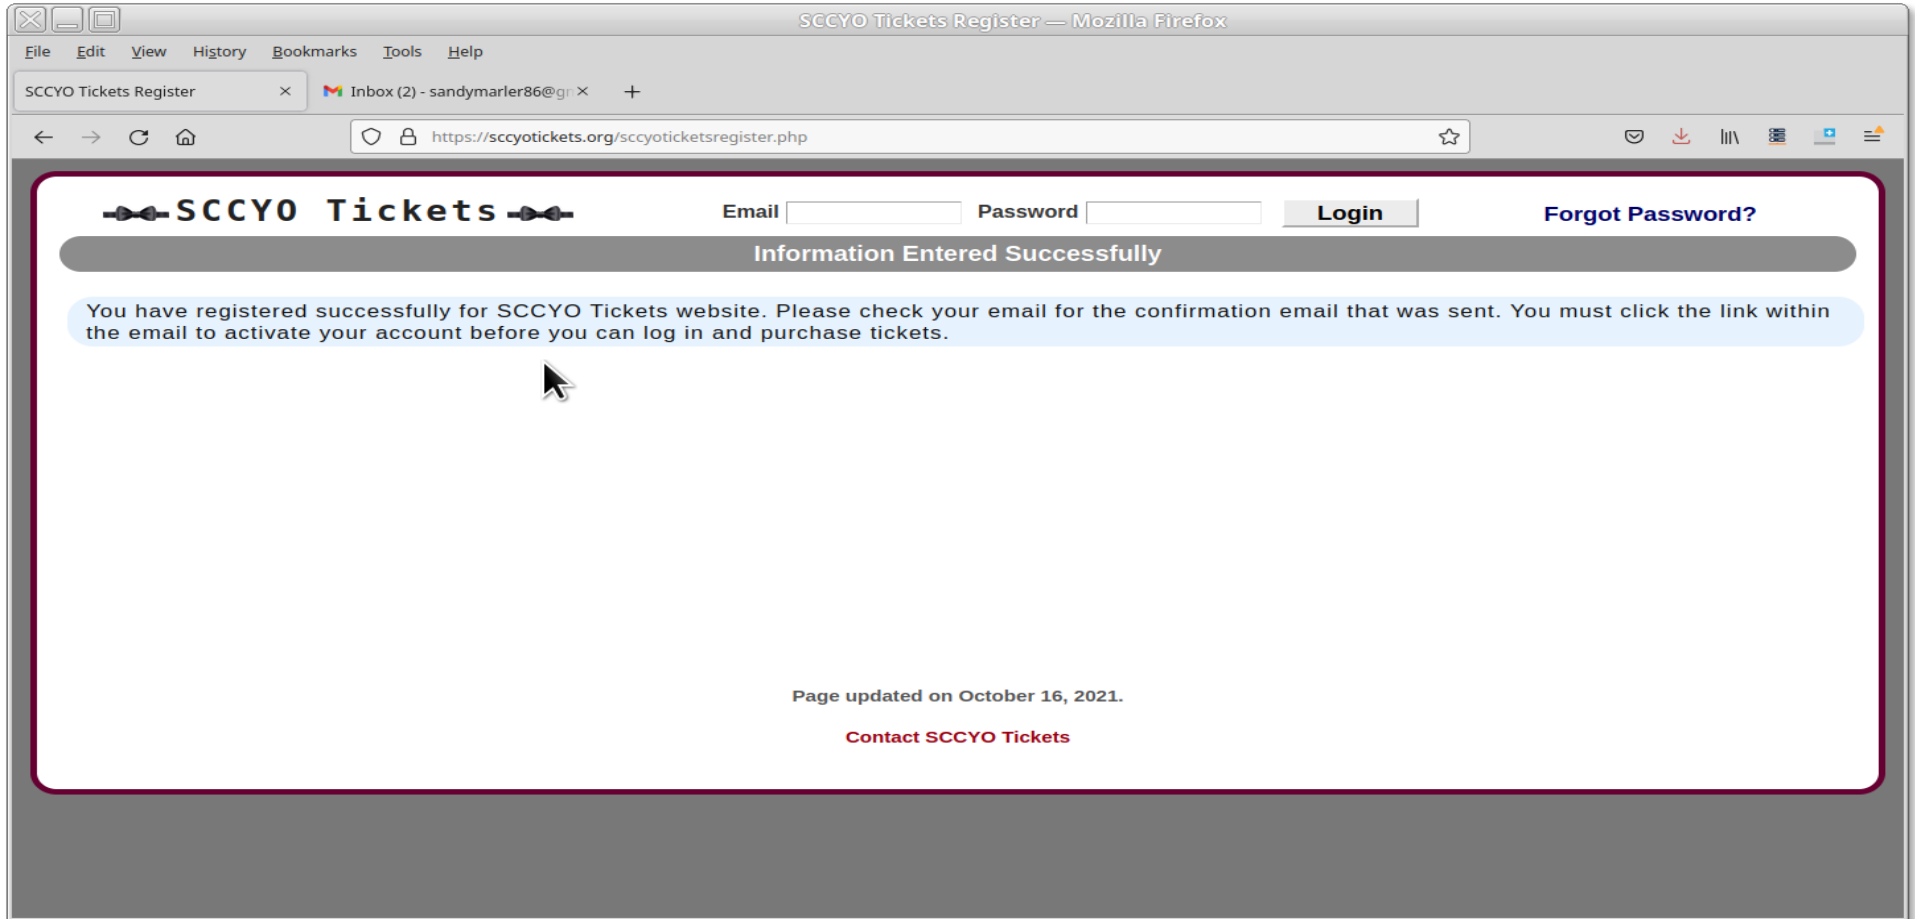 SCCYO Tickets Register — Mozilla Firefox
File Edit View History Bookmarks Tools Help
SCCYO Tickets Register Inbox (2) - sandymarler86@gm
https://sccyotickets.org/sccyoticketsregister.php
SCCYO Tickets Email Password Login Forgot Password?
Information Entered Successfully
You have registered successfully for SCCYO Tickets website. Please check your email for the confirmation email that was sent. You must click the link within
the email to activate your account before you can log in and purchase tickets.
Page updated on October 16, 2021.
Contact SCCYO Tickets